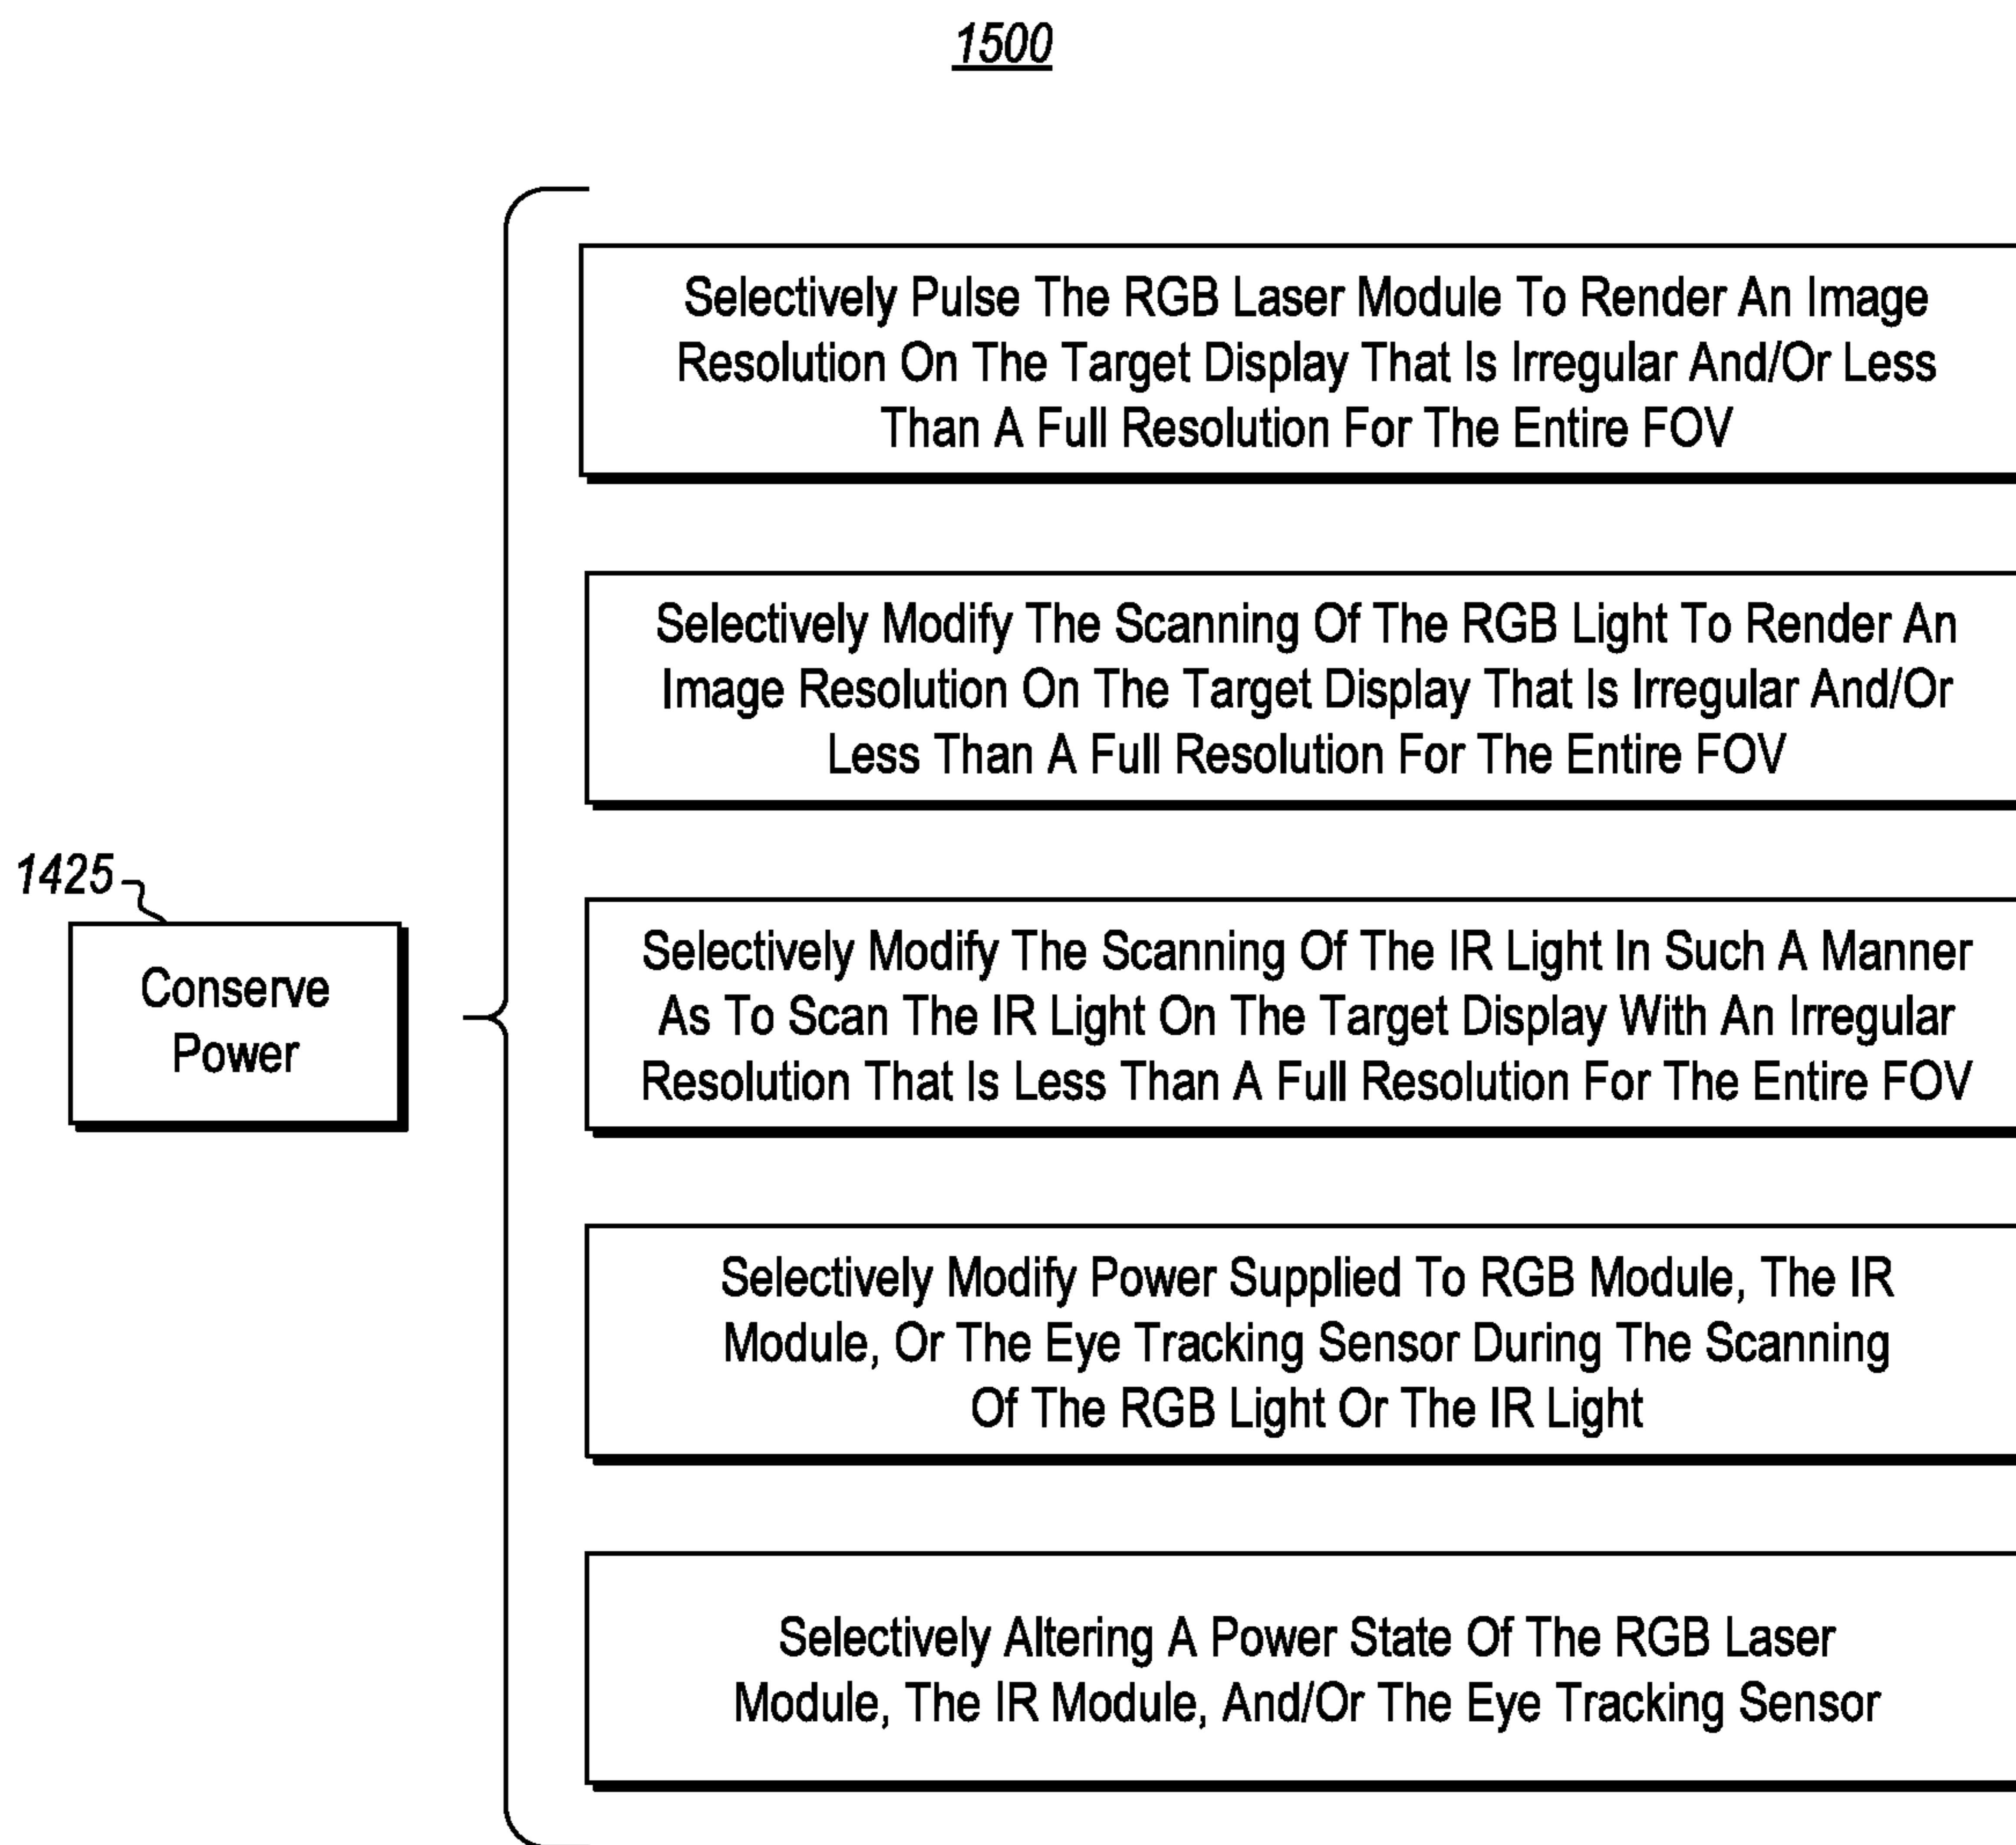 1500
Selectively Pulse The RGB Laser Module To Render An Image
Resolution On The Target Display That Is Irregular And/Or Less
Than A Full Resolution For The Entire FOV
Selectively Modify The Scanning Of The RGB Light To Render An
Image Resolution On The Target Display That Is Irregular And/Or
Less Than A Full Resolution For The Entire FOV
1425
Conserve
Power
Selectively Modify The Scanning Of The IR Light In Such A Manner
As To Scan The IR Light On The Target Display With An Irregular
Resolution That Is Less Than A Full Resolution For The Entire FOV
Selectively Modify Power Supplied To RGB Module, The IR
Module, Or The Eye Tracking Sensor During The Scanning
Of The RGB Light Or The IR Light
Selectively Altering A Power State Of The RGB Laser
Module, The IR Module, And/Or The Eye Tracking Sensor